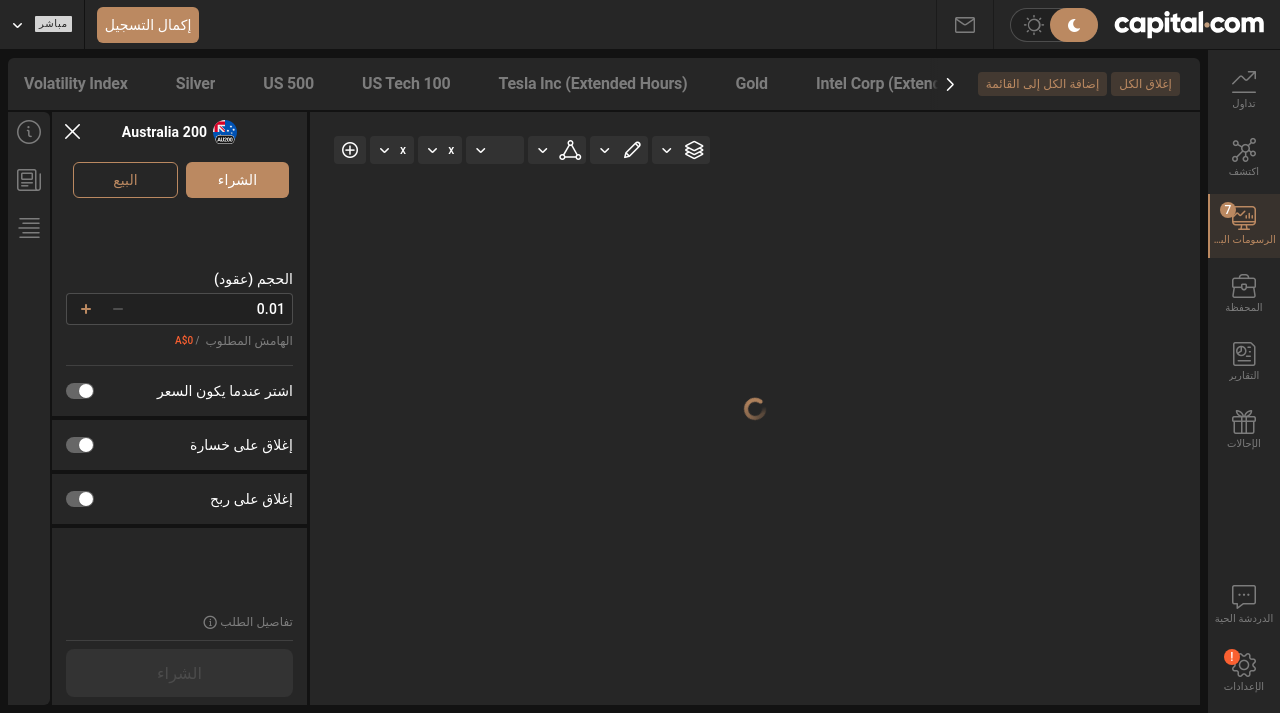 capital.com
إكمال التسجيل
مباشر
إغلاق الكل
إضافة الكل إلى القائمة
Volatility Index
Silver
US 500
US Tech 100
Tesla Inc (Extended Hours)
Gold
Intel Corp (Extenc
تداول
اكتشف
7
الرسومات الب...
المحفظة
التقارير
الإحالات
الدردشة الحية
!
الإعدادات
x
x
Australia 200
AU200
الشراء
البيع
الحجم (عقود)
0.01
الهامش المطلوب / A$0
اشتر عندما يكون السعر
إغلاق على خسارة
إغلاق على ربح
تفاصيل الطلب
الشراء